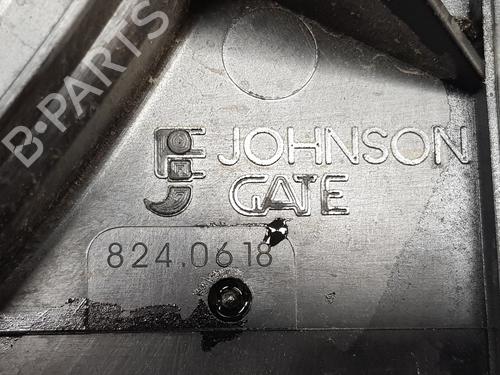 B-PARTS
JOHNSON
GATE
824.0618